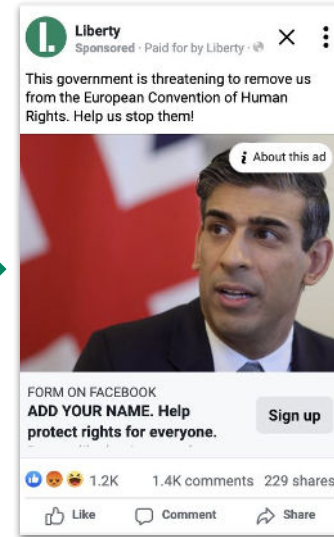 Liberty
Sponsored · Paid for by Liberty ·
This government is threatening to remove us
from the European Convention of Human
Rights. Help us stop them!
i About this ad
FORM ON FACEBOOK
ADD YOUR NAME. Help
protect rights for everyone.
Sign up
1.2K 1.4K comments 229 shares
Like Comment Share